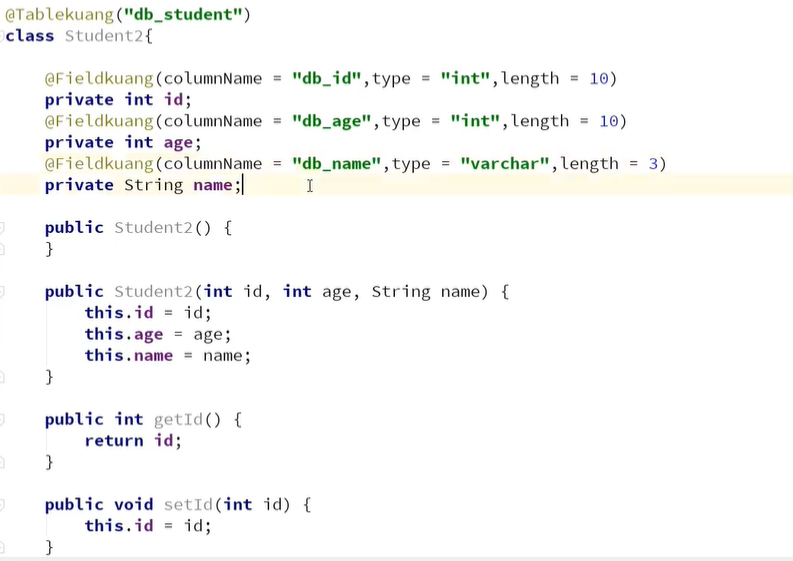 @Tablekuang("db_student")
class Student2{
@Fieldkuang(columnName = "db_id",type = "int",length = 10)
private int id;
@Fieldkuang(columnName = "db_age",type = "int",length = 10)
private int age;
@Fieldkuang(columnName = "db_name",type = "varchar",length = 3)
private String name;
public Student2() {
}
public Student2(int id, int age, String name) {
this.id = id;
this.age = age;
this.name = name;
}
public int getId() {
return id;
}
public void setId(int id) {
this.id = id;
}